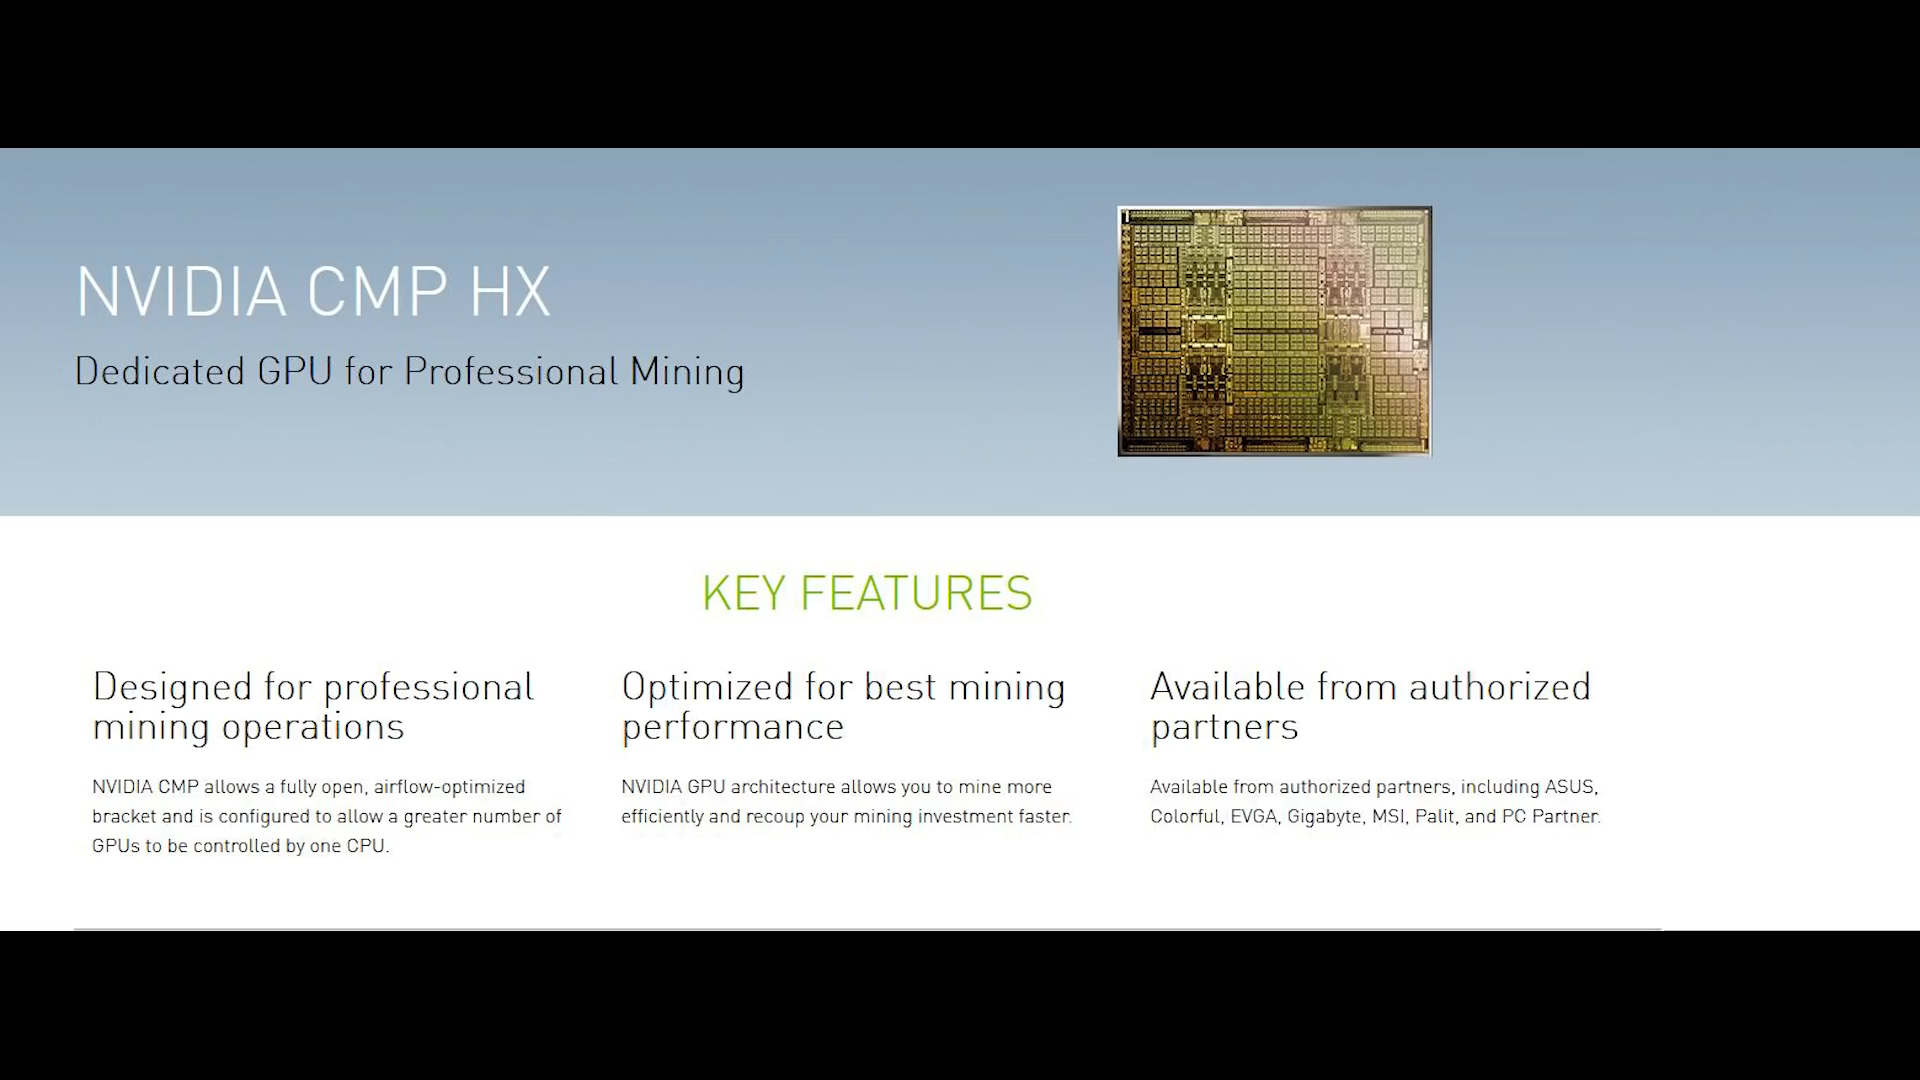 NVIDIA CMP HX
Dedicated GPU for Professional Mining
KEY FEATURES
Designed for professional
mining operations
NVIDIA CMP allows a fully open, airflow-optimized
bracket and is configured to allow a greater number of
GPUs to be controlled by one CPU.
Optimized for best mining
performance
NVIDIA GPU architecture allows you to mine more
efficiently and recoup your mining investment faster.
Available from authorized
partners
Available from authorized partners, including ASUS,
Colorful, EVGA, Gigabyte, MSI, Palit, and PC Partner.